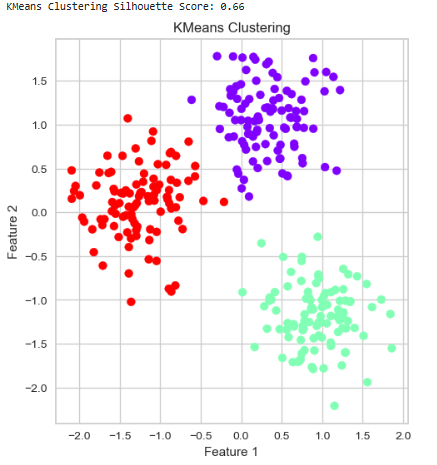 KMeans Clustering Silhouette Score: 0.66
KMeans Clustering
1.5
1.0
0.5
0.0
−0.5
−1.0
−1.5
−2.0
Feature 2
−2.0 −1.5 −1.0 −0.5 0.0 0.5 1.0 1.5 2.0
Feature 1